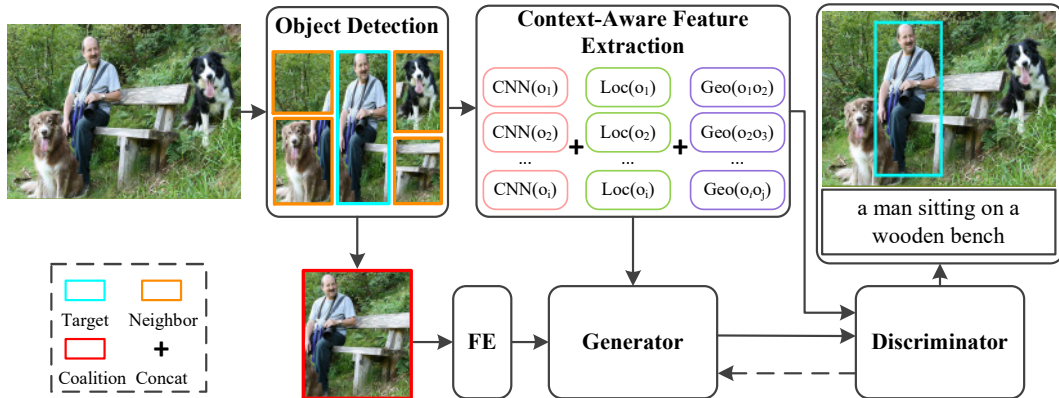 Object Detection
Context-Aware Feature
Extraction
CNN(o₁)
Loc(o₁)
Geo(o₁o₂)
CNN(o₂)
+
Loc(o₂)
+
Geo(o₂o₃)
...
...
...
CNN(oᵢ)
Loc(oᵢ)
Geo(oᵢoⱼ)
a man sitting on a
wooden bench
Target
Neighbor
+
Coalition
Concat
FE
Generator
Discriminator